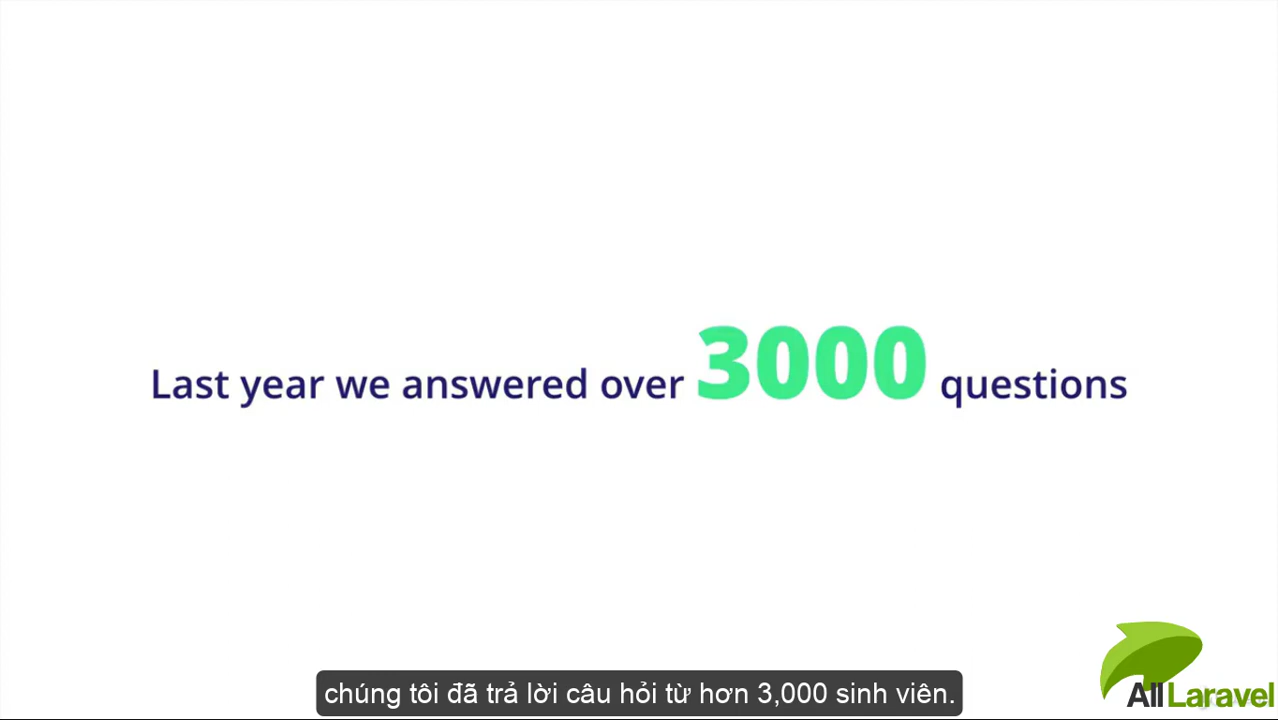 Last year we answered over 3000 questions
chúng tôi đã trả lời câu hỏi từ hơn 3,000 sinh viên.
AllLaravel